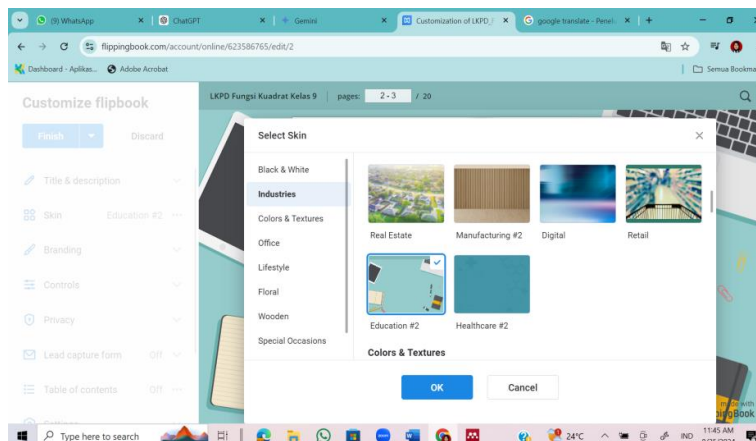 (9) WhatsApp
ChatGPT
Gemini
Customization of LKPD_
google translate - Penel
flippingbook.com/account/online/623586765/edit/2
Dashboard - Aplikas...
Adobe Acrobat
Semua Bookma
Customize flipbook
Finish
Discard
Title & description
Skin
Education #2
Branding
Controls
Privacy
Lead capture form
Off
Table of contents
Off
LKPD Fungsi Kuadrat Kelas 9
pages: 2 - 3 / 20
Select Skin
Black & White
Industries
Colors & Textures
Office
Lifestyle
Floral
Wooden
Special Occasions
Real Estate
Manufacturing #2
Digital
Retail
Education #2
Healthcare #2
Colors & Textures
OK
Cancel
made with
pingBook
Type here to search
24°C
IND
11:45 AM